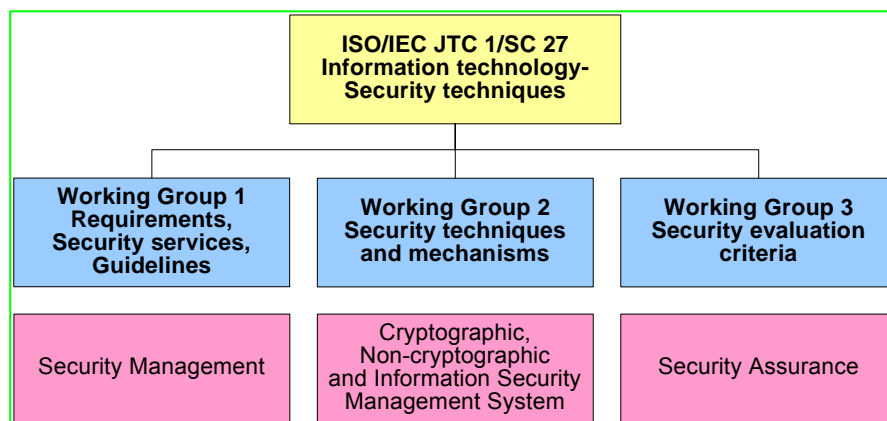 ISO/IEC JTC 1/SC 27
Information technology-
Security techniques
Working Group 1
Requirements,
Security services,
Guidelines
Working Group 2
Security techniques
and mechanisms
Working Group 3
Security evaluation
criteria
Security Management
Cryptographic,
Non-cryptographic
and Information Security
Management System
Security Assurance